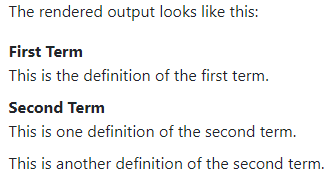 The rendered output looks like this:
First Term
This is the definition of the first term.
Second Term
This is one definition of the second term.
This is another definition of the second term.